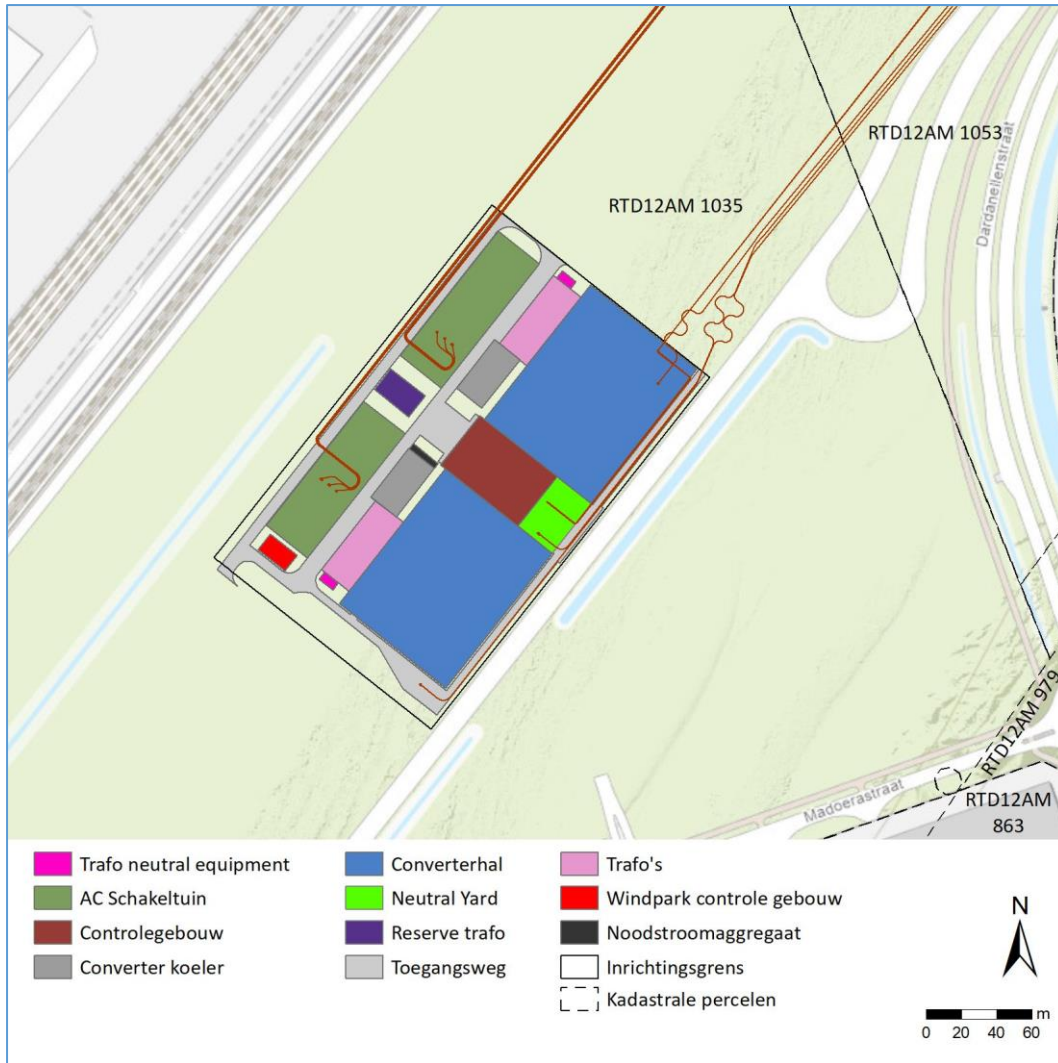 RTD12AM 1053
Dardanellenstraat
RTD12AM 1035
RTD12AM 979
Madoerastraat
RTD12AM
863
Trafo neutral equipment
AC Schakeltuin
Controlegebouw
Converter koeler
Converterhal
Neutral Yard
Reserve trafo
Toegangsweg
Trafo's
Windpark controle gebouw
Noodstroomaggregaat
Inrichtingsgrens
Kadastrale percelen
N
m
0 20 40 60